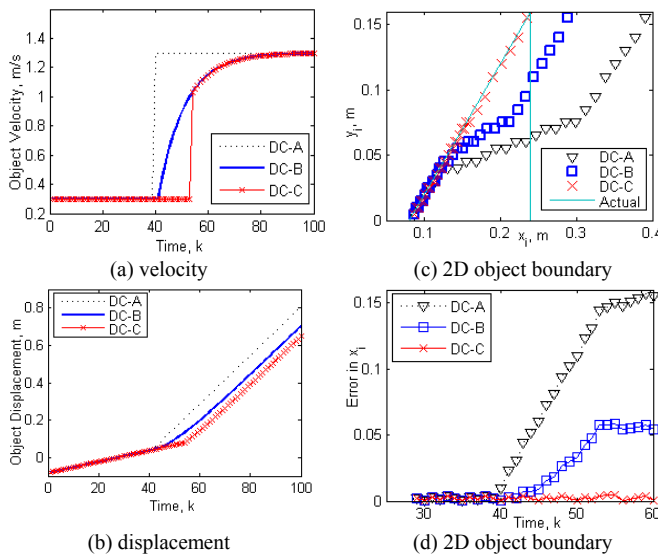 Object Velocity, m/s
1.4
1.2
1.0
0.8
0.6
0.4
0.2
DC-A
DC-B
DC-C
0 20 40 60 80 100
Time, k
(a) velocity
y_i, m
0.15
0.10
0.05
0
DC-A
DC-B
DC-C
Actual
0.1 0.2 0.3 0.4
x_i, m
(c) 2D object boundary
Object Displacement, m
0.8
0.6
0.4
0.2
0
DC-A
DC-B
DC-C
0 20 40 60 80 100
Time, k
(b) displacement
Error in x_i
0.15
0.10
0.05
0
DC-A
DC-B
DC-C
30 40 50 60
Time, k
(d) 2D object boundary